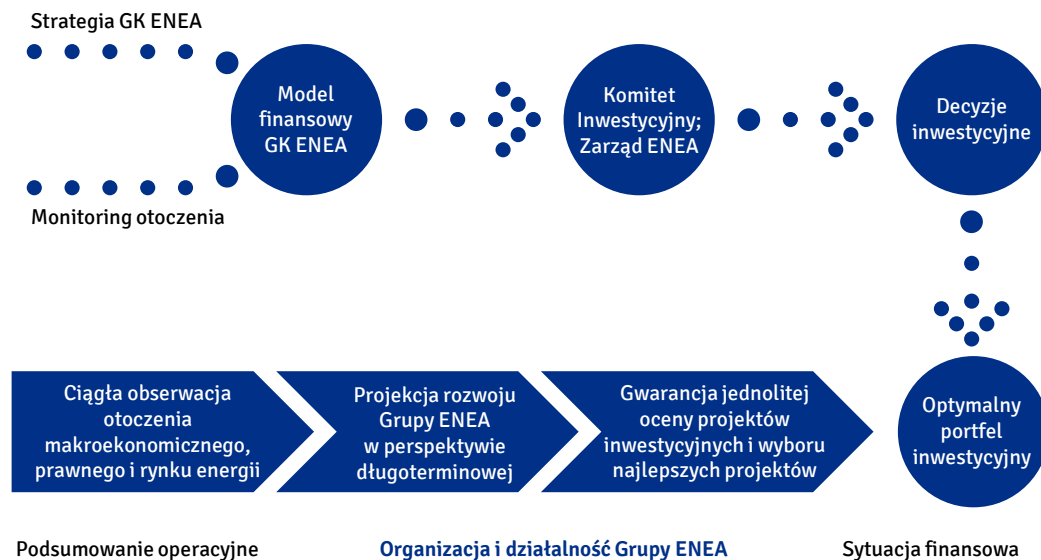 Strategia GK ENEA
Model
finansowy
GK ENEA
Komitet
Inwestycyjny;
Zarząd ENEA
Decyzje
inwestycyjne
Monitoring otoczenia
Ciągła obserwacja
otoczenia
makroekonomicznego,
prawnego i rynku energii
Projekcja rozwoju
Grupy ENEA
w perspektywie
długoterminowej
Gwarancja jednolitej
oceny projektów
inwestycyjnych i wyboru
najlepszych projektów
Optymalny
portfel
inwestycyjny
Podsumowanie operacyjne
Organizacja i działalność Grupy ENEA
Sytuacja finansowa